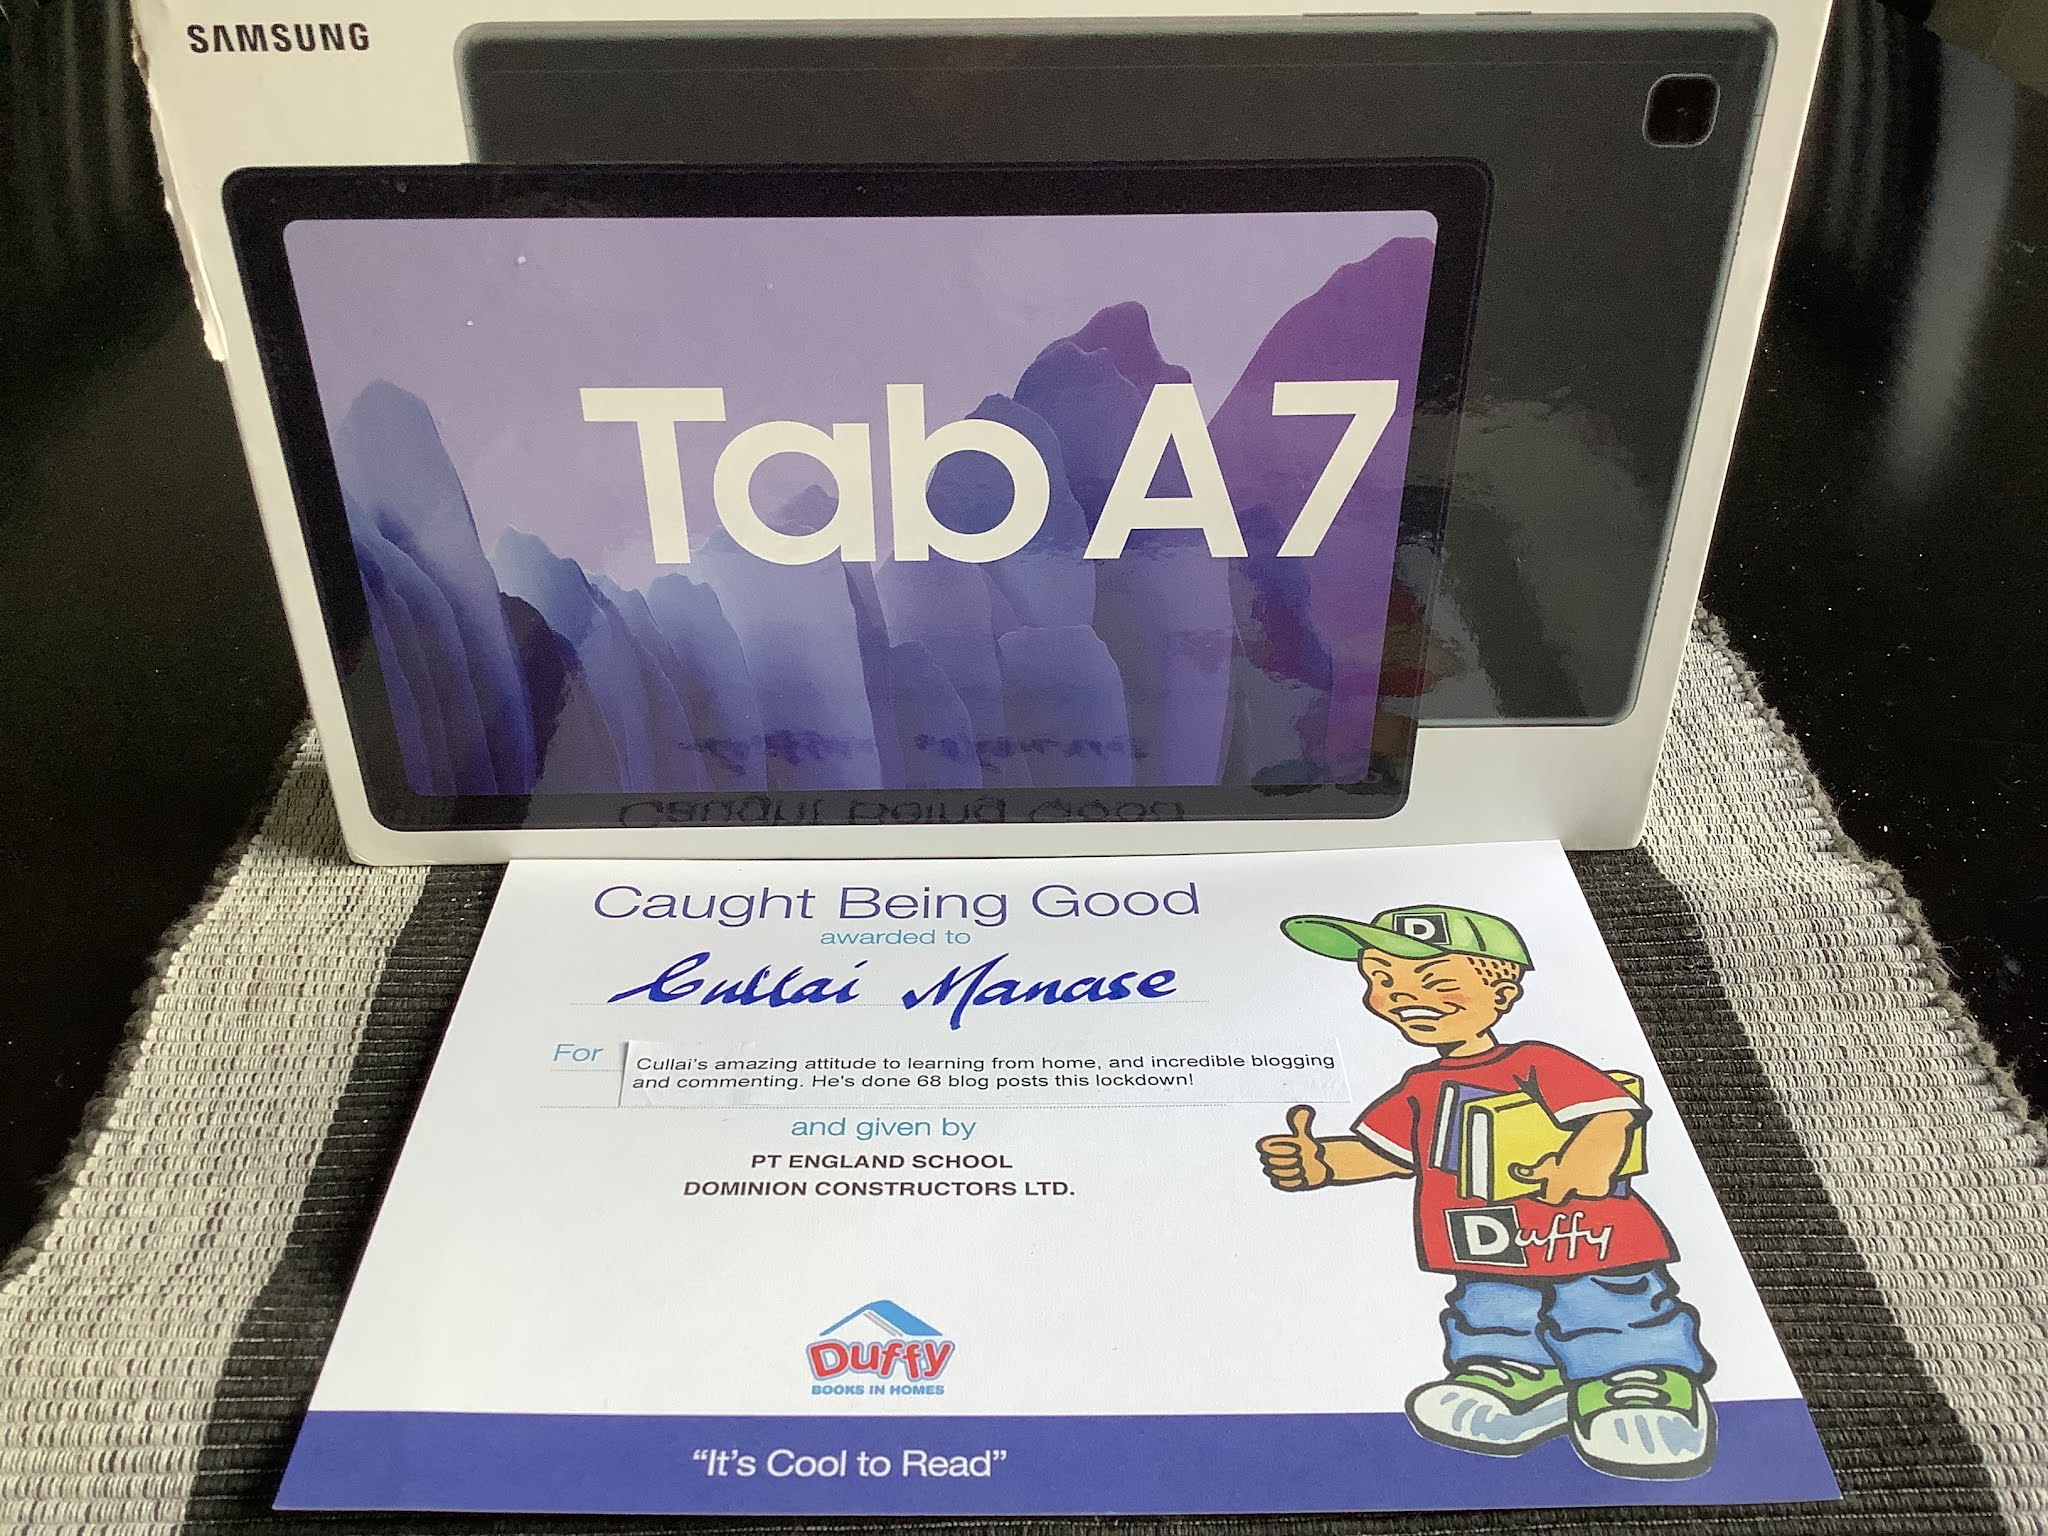 SAMSUNG
Tab A7
Caught Being Good
awarded to
Cullai Manase
For
Cullai's amazing attitude to learning from home, and incredible blogging
and commenting. He's done 68 blog posts this lockdown!
and given by
PT ENGLAND SCHOOL
DOMINION CONSTRUCTORS LTD.
D
Duffy
Duffy
BOOKS IN HOMES
“It's Cool to Read”